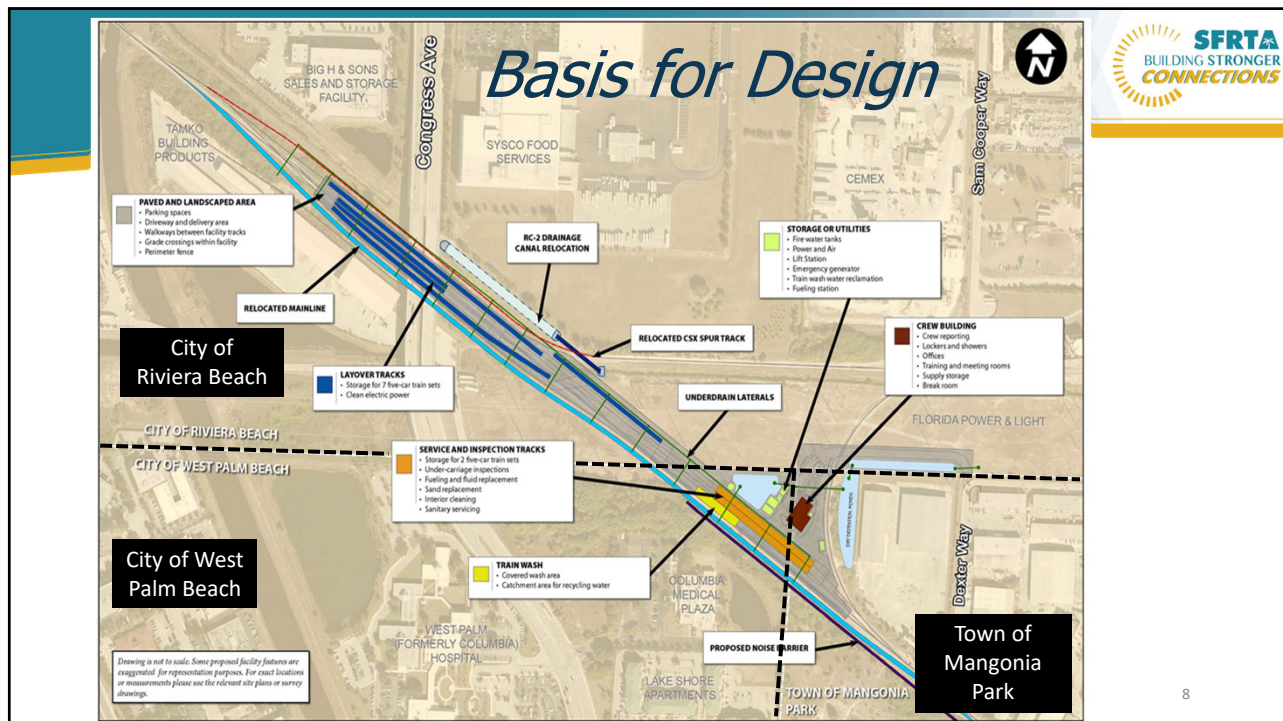 Basis for Design
N
SFRTA
BUILDING STRONGER
CONNECTIONS
BIG H & SONS
SALES AND STORAGE
FACILITY
Congress Ave
Sam Cooper Way
TAMKO
BUILDING
PRODUCTS
SYSCO FOOD
SERVICES
CEMEX
PAVED AND LANDSCAPED AREA
• Parking spaces
• Driveway and delivery area
• Walkways between facility tracks
• Grade crossings within facility
• Perimeter fence
RC-2 DRAINAGE
CANAL RELOCATION
STORAGE OR UTILITIES
• Fire water tanks
• Power and Air
• Lift Station
• Emergency generator
• Train wash water reclamation
• Fueling station
RELOCATED MAINLINE
RELOCATED CSX SPUR TRACK
CREW BUILDING
• Crew reporting
• Lockers and showers
• Offices
• Training and meeting rooms
• Supply storage
• Break room
City of
Riviera Beach
LAYOVER TRACKS
• Storage for 7 five-car train sets
• Clean electric power
UNDERDRAIN LATERALS
FLORIDA POWER & LIGHT
CITY OF RIVIERA BEACH
CITY OF WEST PALM BEACH
SERVICE AND INSPECTION TRACKS
• Storage for 2 five-car train sets
• Under-carriage inspections
• Fueling and fluid replacement
• Sand replacement
• Interior cleaning
• Sanitary servicing
DRY DETENTION PONDS
City of West
Palm Beach
TRAIN WASH
• Covered wash area
• Catchment area for recycling water
COLUMBIA
MEDICAL
PLAZA
Dexter Way
WEST PALM
(FORMERLY COLUMBIA)
HOSPITAL
PROPOSED NOISE BARRIER
Town of
Mangonia
Park
Drawing is not to scale. Some proposed facility features are
exaggerated for representation purposes. For exact locations
or measurements please use the relevant site plans or survey
drawings.
LAKE SHORE
APARTMENTS
TOWN OF MANGONIA
PARK
8